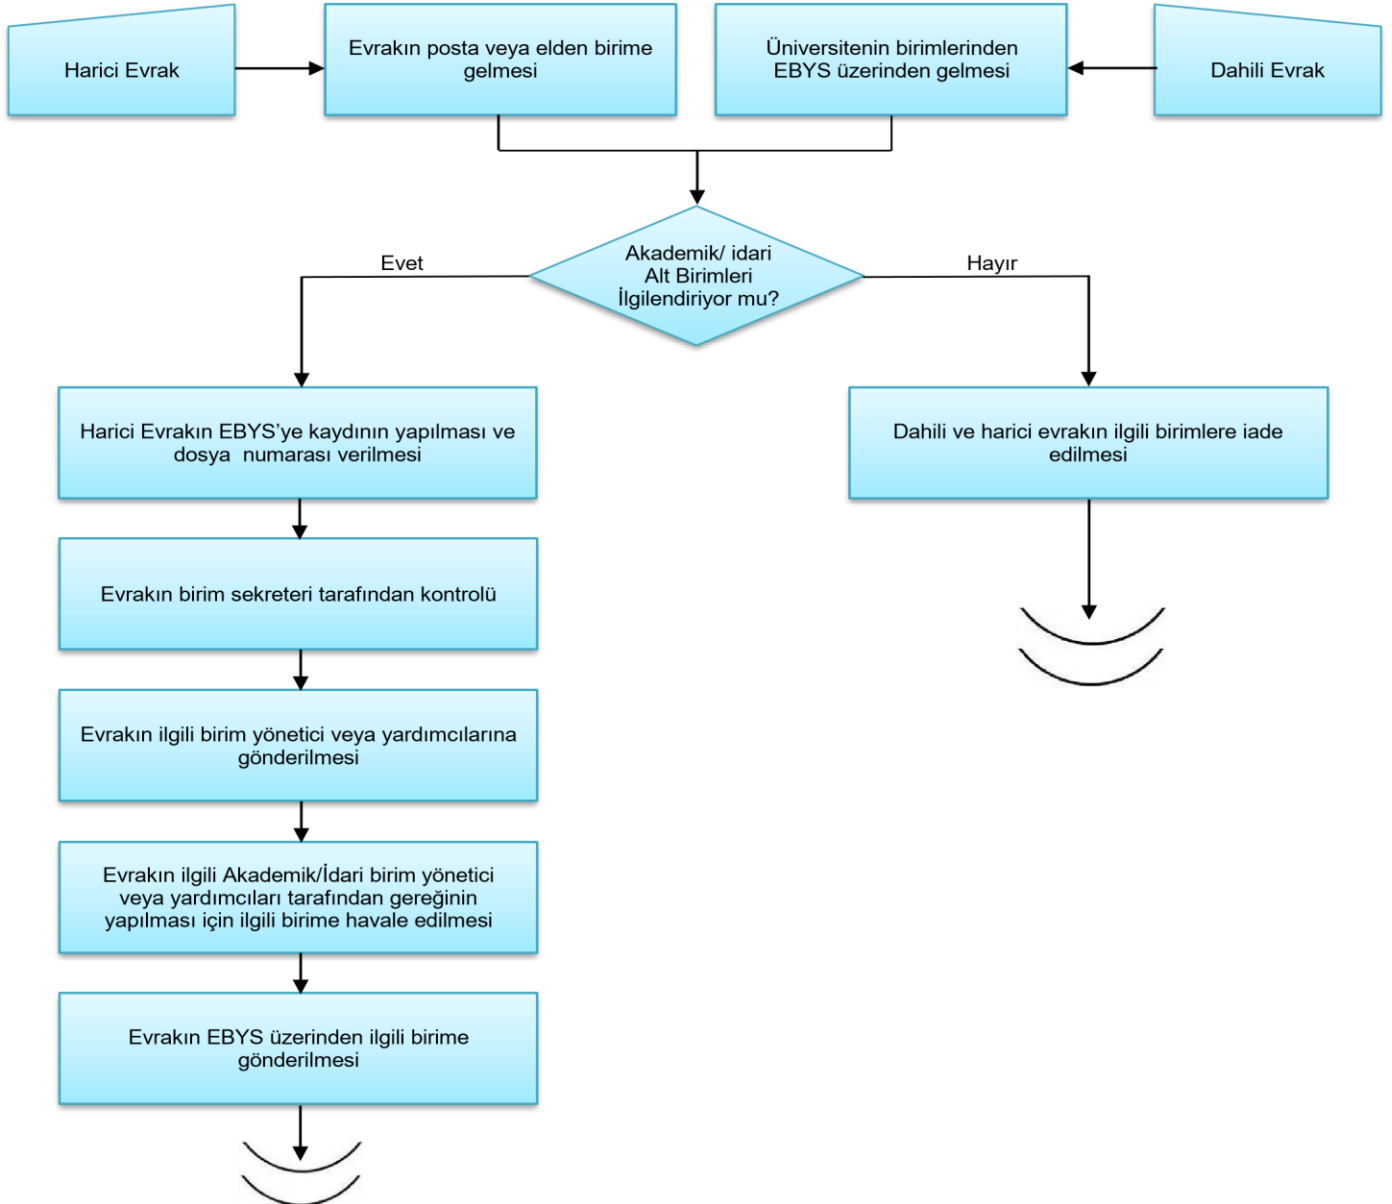 Harici Evrak
Evrakın posta veya elden birime
gelmesi
Üniversitenin birimlerinden
EBYS üzerinden gelmesi
Dahili Evrak
Akademik/ idari
Alt Birimleri
İlgilendiriyor mu?
Evet
Hayır
Harici Evrakın EBYS’ye kaydının yapılması ve
dosya  numarası verilmesi
Dahili ve harici evrakın ilgili birimlere iade
edilmesi
Evrakın birim sekreteri tarafından kontrolü
Evrakın ilgili birim yönetici veya yardımcılarına
gönderilmesi
Evrakın ilgili Akademik/İdari birim yönetici
veya yardımcıları tarafından gereğinin
yapılması için ilgili birime havale edilmesi
Evrakın EBYS üzerinden ilgili birime
gönderilmesi